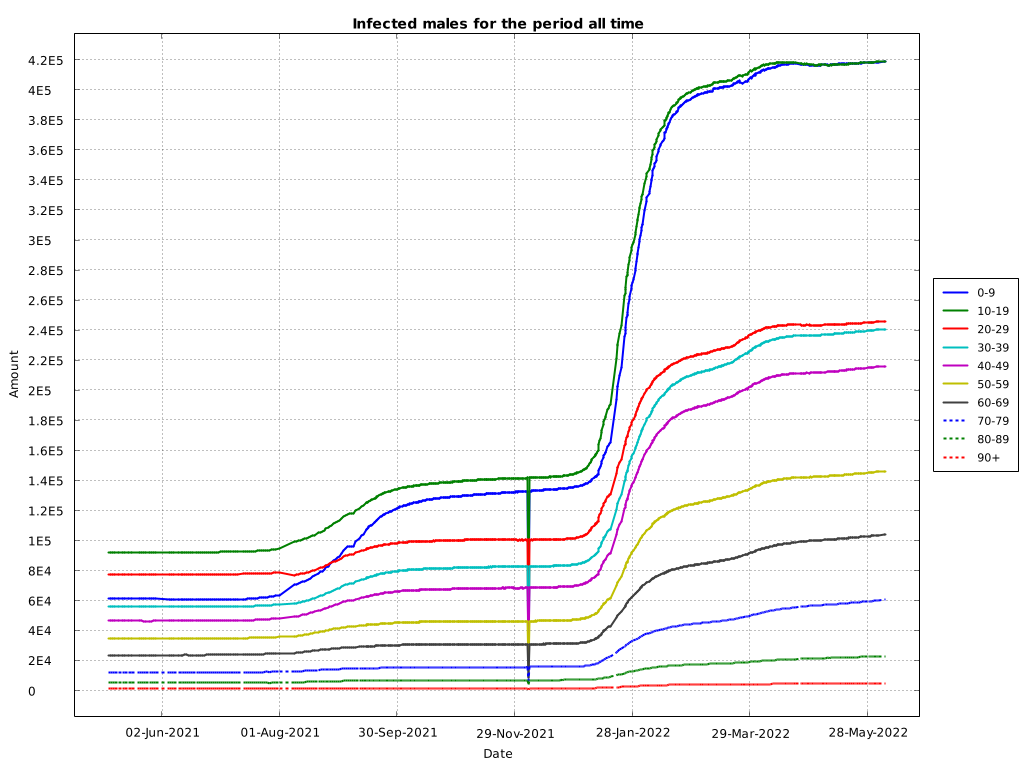 Infected males for the period all time
4.2E5
4E5
3.8E5
3.6E5
3.4E5
3.2E5
3E5
2.8E5
2.6E5
2.4E5
2.2E5
2E5
1.8E5
1.6E5
1.4E5
1.2E5
1E5
8E4
6E4
4E4
2E4
0
Amount
02-Jun-2021 01-Aug-2021 30-Sep-2021 29-Nov-2021 28-Jan-2022 29-Mar-2022 28-May-2022
Date
0-9
10-19
20-29
30-39
40-49
50-59
60-69
70-79
80-89
90+